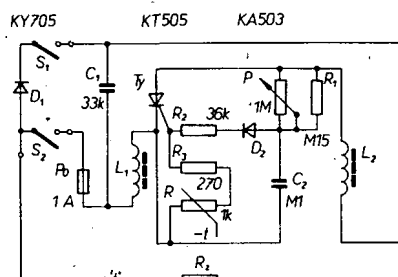 KY705 KT505 KA503
S₁ C₁ Ty P R₁
D₁ 33k R₂ 36k 1M
S₂ D₂ M15
Po L₁ R₃ L₂
1A R 270 C₂
1k M1
-t
R₂